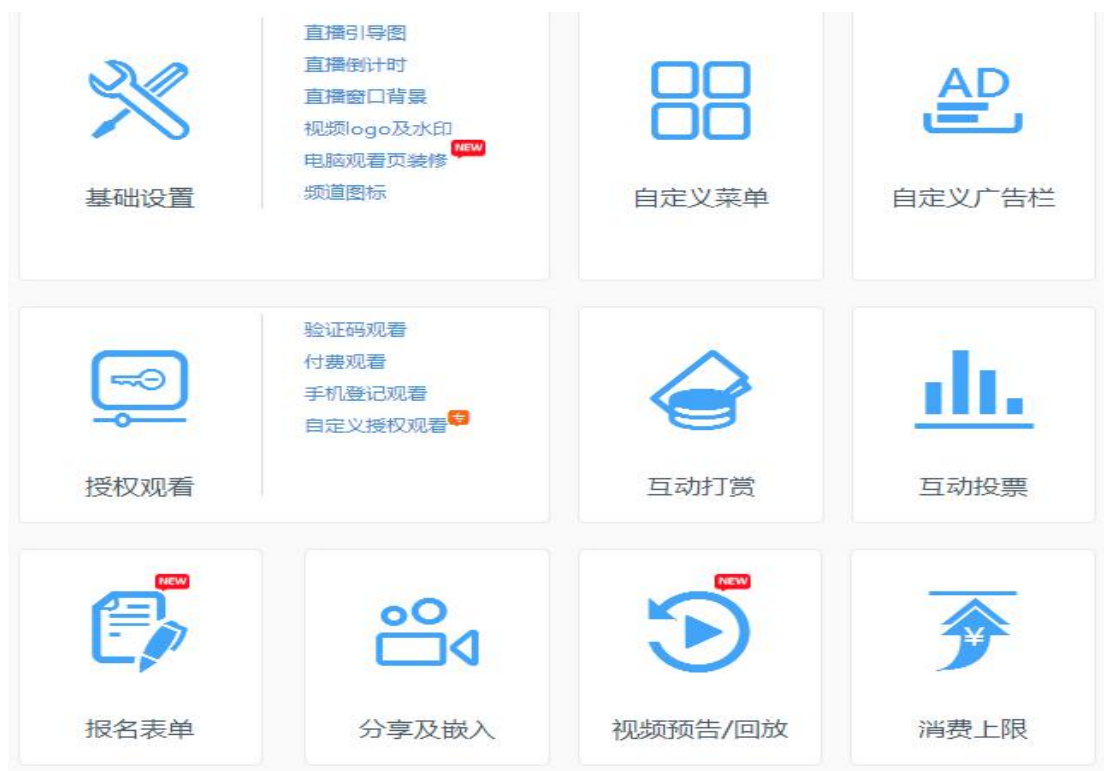 直播引导图
直播倒计时
直播窗口背景
视频logo及水印
电脑观看页装修 NEW
频道图标
基础设置
自定义菜单
AD
自定义广告栏
验证码观看
付费观看
手机登记观看
自定义授权观看 专
授权观看
互动打赏
互动投票
NEW
报名表单
分享及嵌入
NEW
视频预告/回放
¥
消费上限